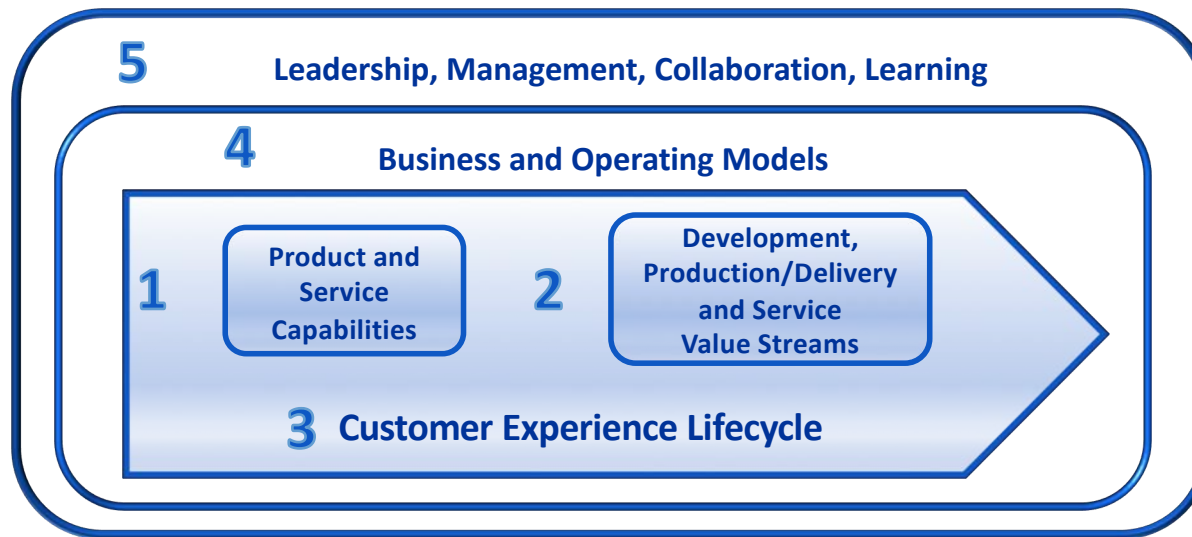 5
Leadership, Management, Collaboration, Learning
4
Business and Operating Models
1
Product and
Service
Capabilities
2
Development,
Production/Delivery
and Service
Value Streams
3
Customer Experience Lifecycle